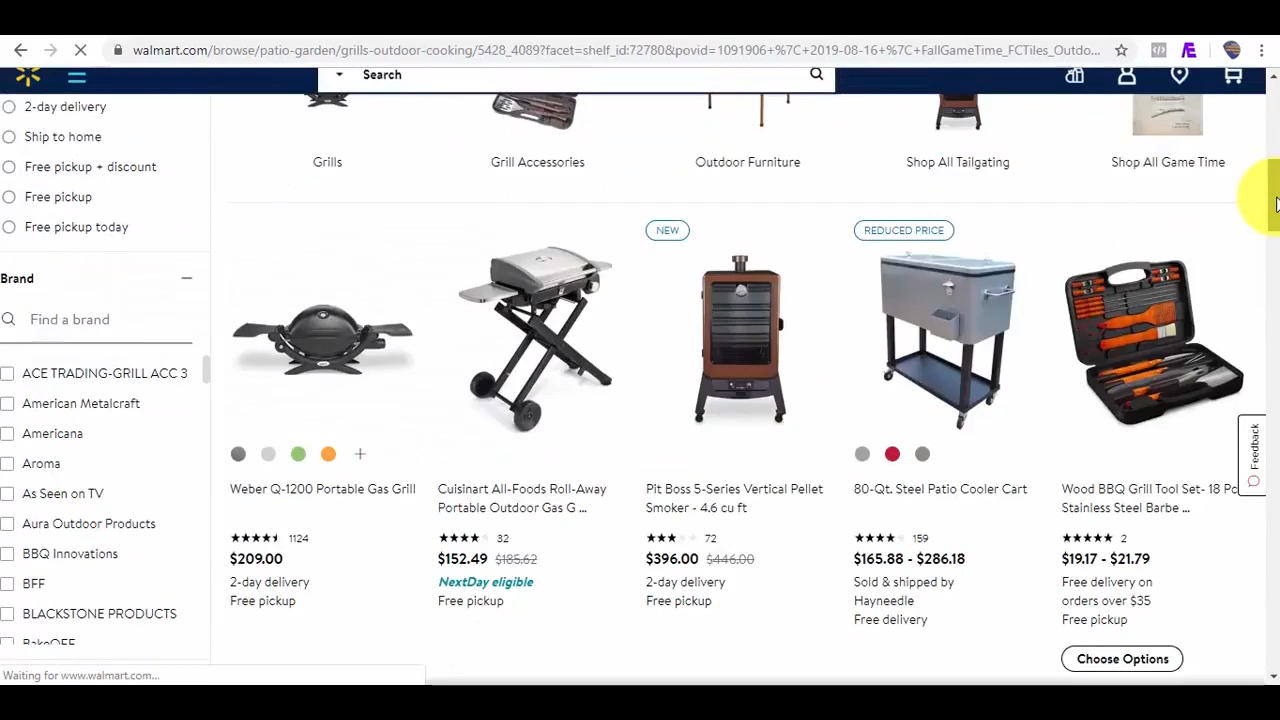 walmart.com/browse/patio-garden/grills-outdoor-cooking/5428_4089?facet=shelf_id:72780&povid=1091906+%7C+2019-08-16+%7C+FallGameTime_FCTiles_Outdo...
Search
2-day delivery
Ship to home
Free pickup + discount
Free pickup
Free pickup today
Brand
Find a brand
ACE TRADING-GRILL ACC 3
American Metalcraft
Americana
Aroma
As Seen on TV
Aura Outdoor Products
BBQ Innovations
BFF
BLACKSTONE PRODUCTS
BakeOFF
Grills
Grill Accessories
Outdoor Furniture
Shop All Tailgating
Shop All Game Time
Weber Q-1200 Portable Gas Grill
1124
$209.00
2-day delivery
Free pickup
Cuisinart All-Foods Roll-Away
Portable Outdoor Gas G ...
32
$152.49 $185.62
NextDay eligible
Free pickup
NEW
Pit Boss 5-Series Vertical Pellet
Smoker - 4.6 cu ft
72
$396.00 $446.00
2-day delivery
Free pickup
REDUCED PRICE
80-Qt. Steel Patio Cooler Cart
159
$165.88 - $286.18
Sold & shipped by
Hayneedle
Free delivery
Wood BBQ Grill Tool Set- 18 Pc
Stainless Steel Barbe ...
2
$19.17 - $21.79
Free delivery on
orders over $35
Free pickup
Choose Options
Feedback
Waiting for www.walmart.com...